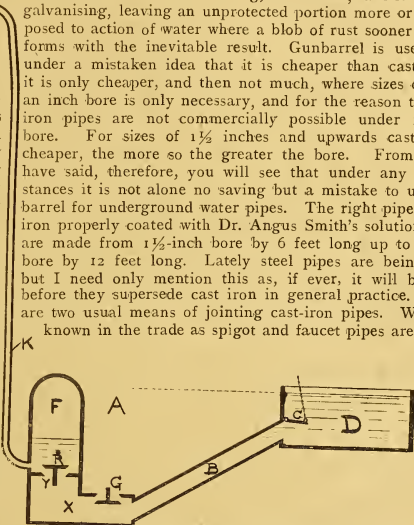 galvanising, leaving an unprotected portion more or
posed to action of water where a blob of rust sooner
forms with the inevitable result. Gunbarrel is use
under a mistaken idea that it is cheaper than cast
it is only cheaper, and then not much, where sizes
an inch bore is only necessary, and for the reason t
iron pipes are not commercially possible under
bore. For sizes of 1½ inches and upwards cast
cheaper, the more so the greater the bore. From
have said, therefore, you will see that under any
stances it is not alone no saving but a mistake to u
barrel for underground water pipes. The right pipe
iron properly coated with Dr. Angus Smith's solution
are made from 1½-inch bore by 6 feet long up to
bore by 12 feet long. Lately steel pipes are bein
but I need only mention this as, if ever, it will b
before they supersede cast iron in general practice.
are two usual means of jointing cast-iron pipes. W
known in the trade as spigot and faucet pipes are
K
F A
C D
R G B
Y
X